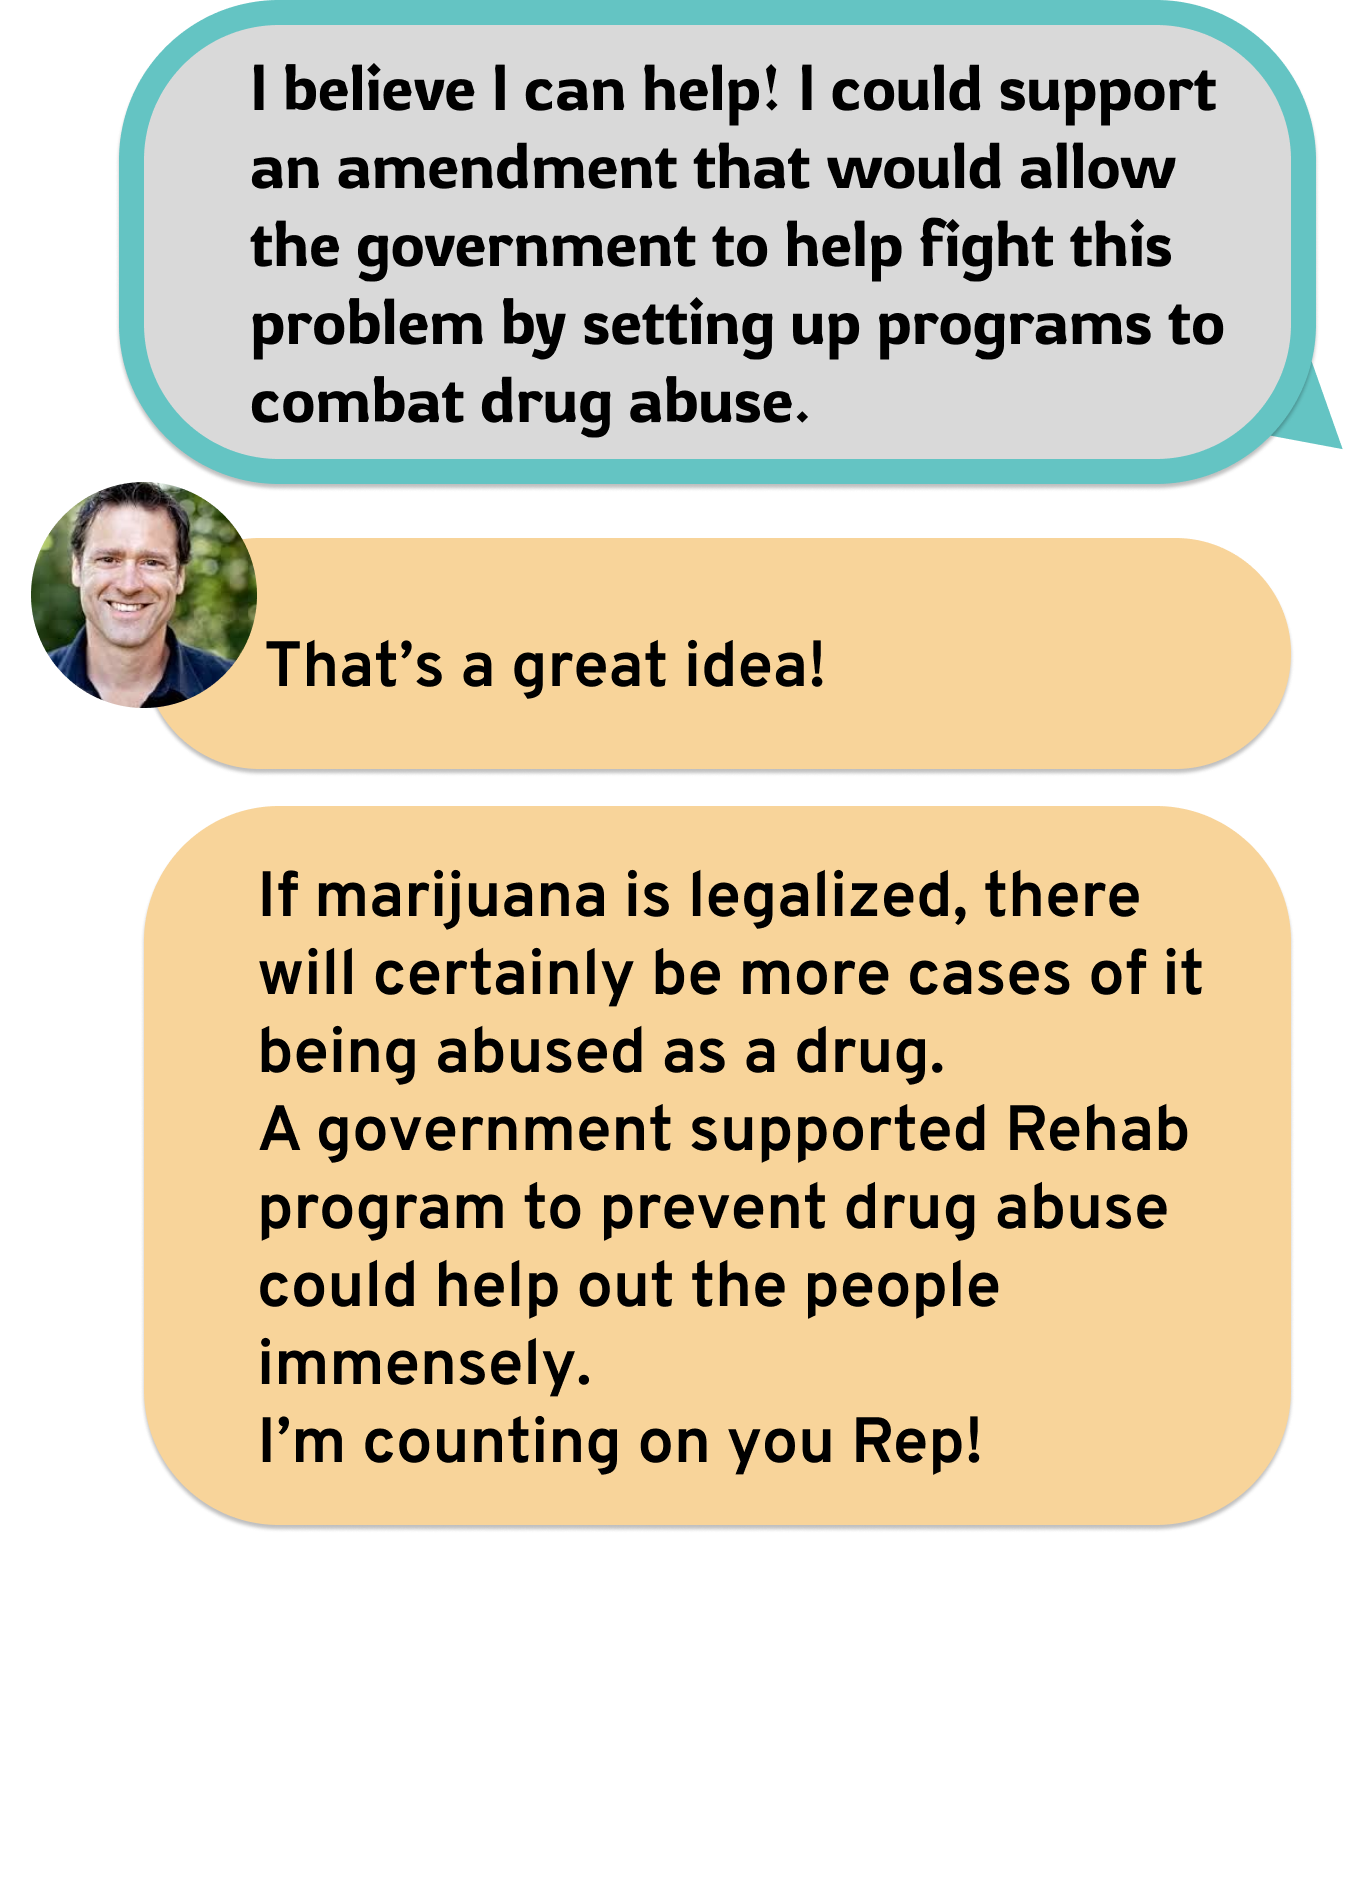 I believe I can help! I could support
an amendment that would allow
the government to help fight this
problem by setting up programs to
combat drug abuse.
That’s a great idea!
If marijuana is legalized, there
will certainly be more cases of it
being abused as a drug.
A government supported Rehab
program to prevent drug abuse
could help out the people
immensely.
I’m counting on you Rep!